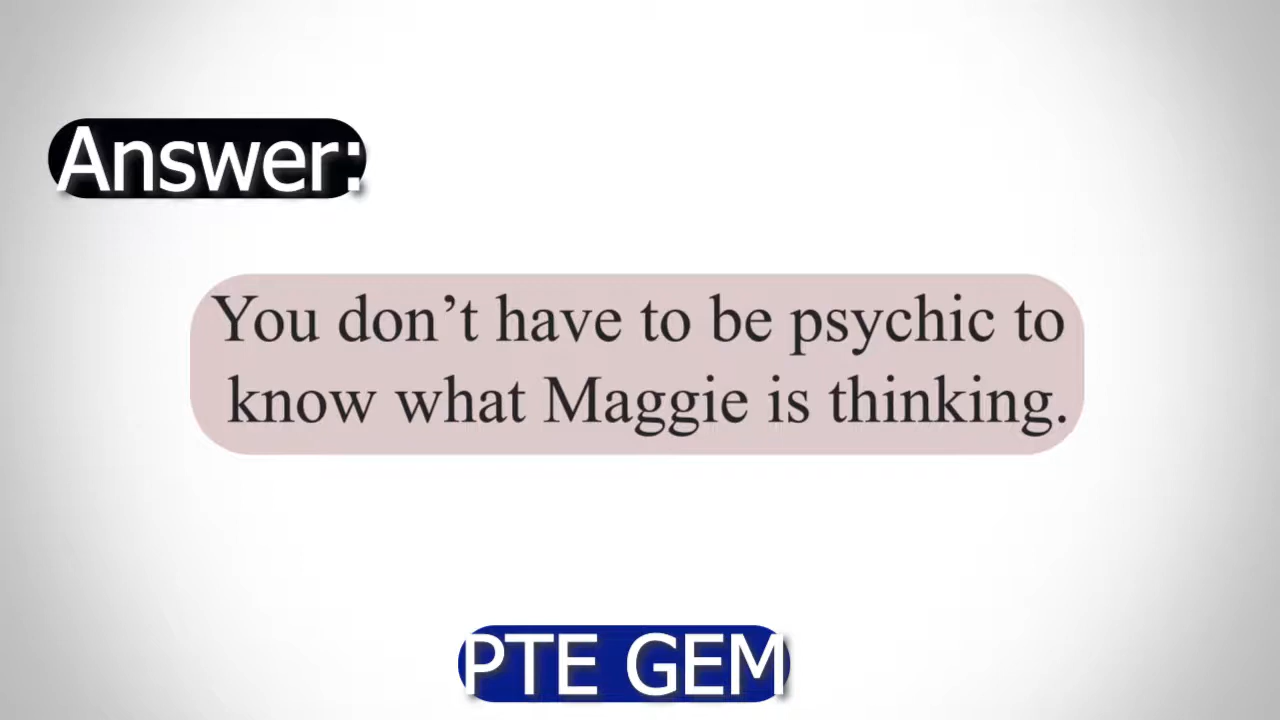 Answer:
You don’t have to be psychic to
know what Maggie is thinking.
PTE GEM